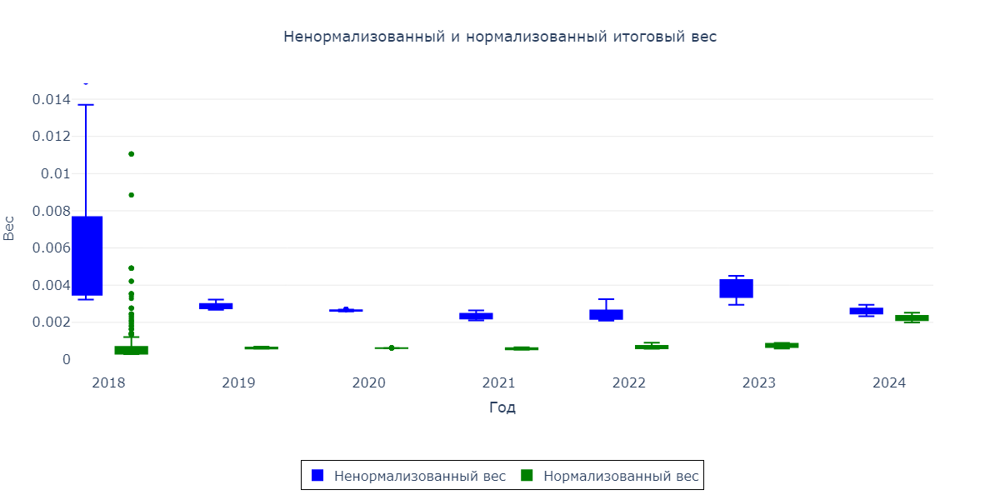 Ненормализованный и нормализованный итоговый вес
0.014
0.012
0.01
0.008
0.006
0.004
0.002
0
Вес
2018 2019 2020 2021 2022 2023 2024
Год
Ненормализованный вес Нормализованный вес